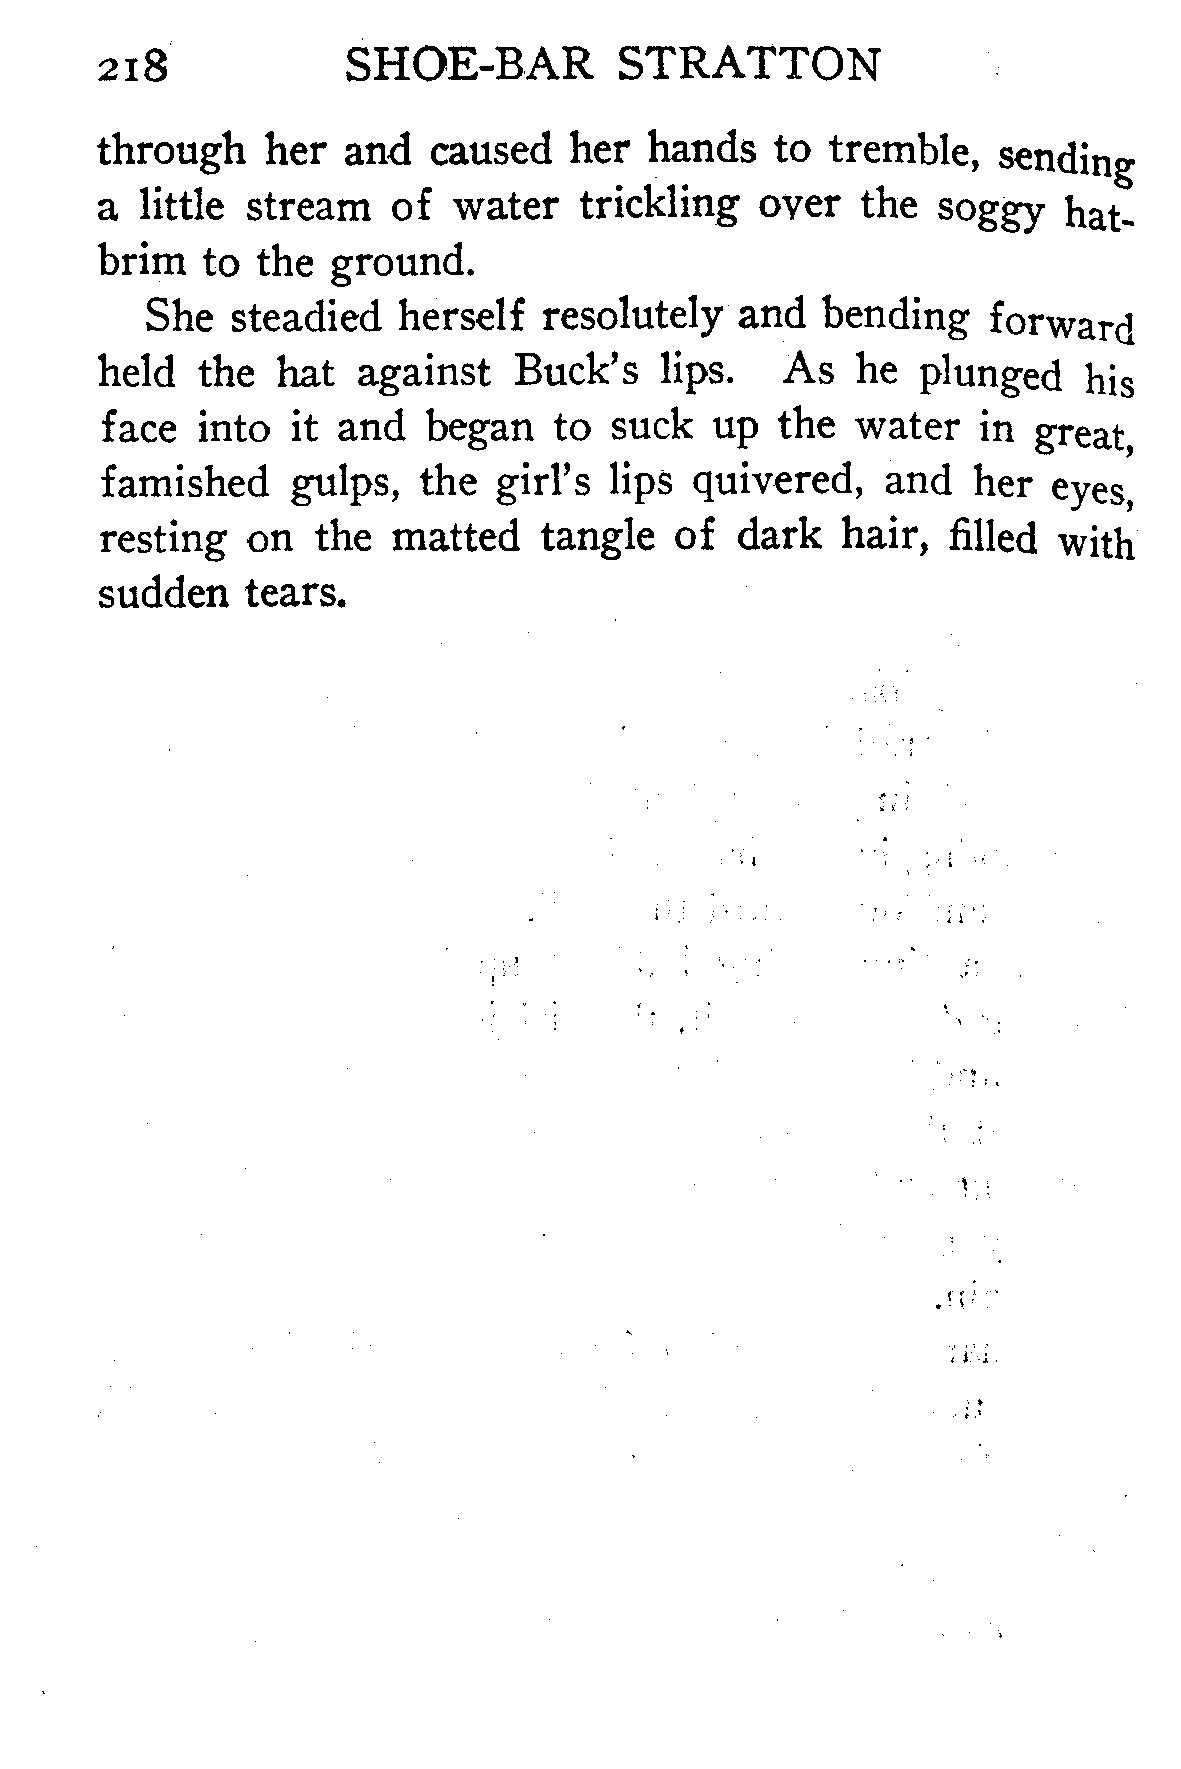 218 SHOE-BAR STRATTON
through her and caused her hands to tremble, sending
a little stream of water trickling over the soggy hat-
brim to the ground.
She steadied herself resolutely and bending forward
held the hat against Buck's lips. As he plunged his
face into it and began to suck up the water in great,
famished gulps, the girl's lips quivered, and her eyes,
resting on the matted tangle of dark hair, filled with
sudden tears.